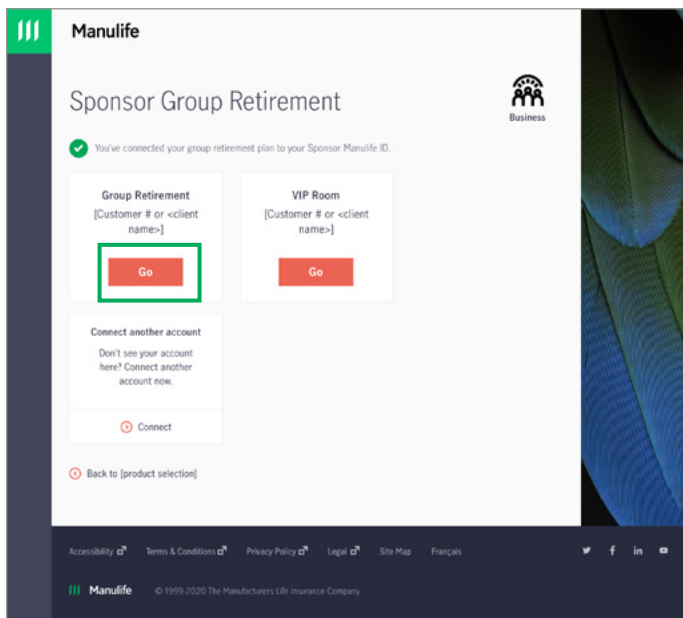 Manulife
Sponsor Group Retirement
Business
You've connected your group retirement plan to your Sponsor Manulife ID.
Group Retirement
[Customer # or <client
name>]
Go
VIP Room
[Customer # or <client
name>]
Go
Connect another account
Don't see your account
here? Connect another
account now.
Connect
Back to [product selection]
Accessibility Terms & Conditions Privacy Policy Legal Site Map Français
Manulife © 1999-2020 The Manufacturers Life Insurance Company